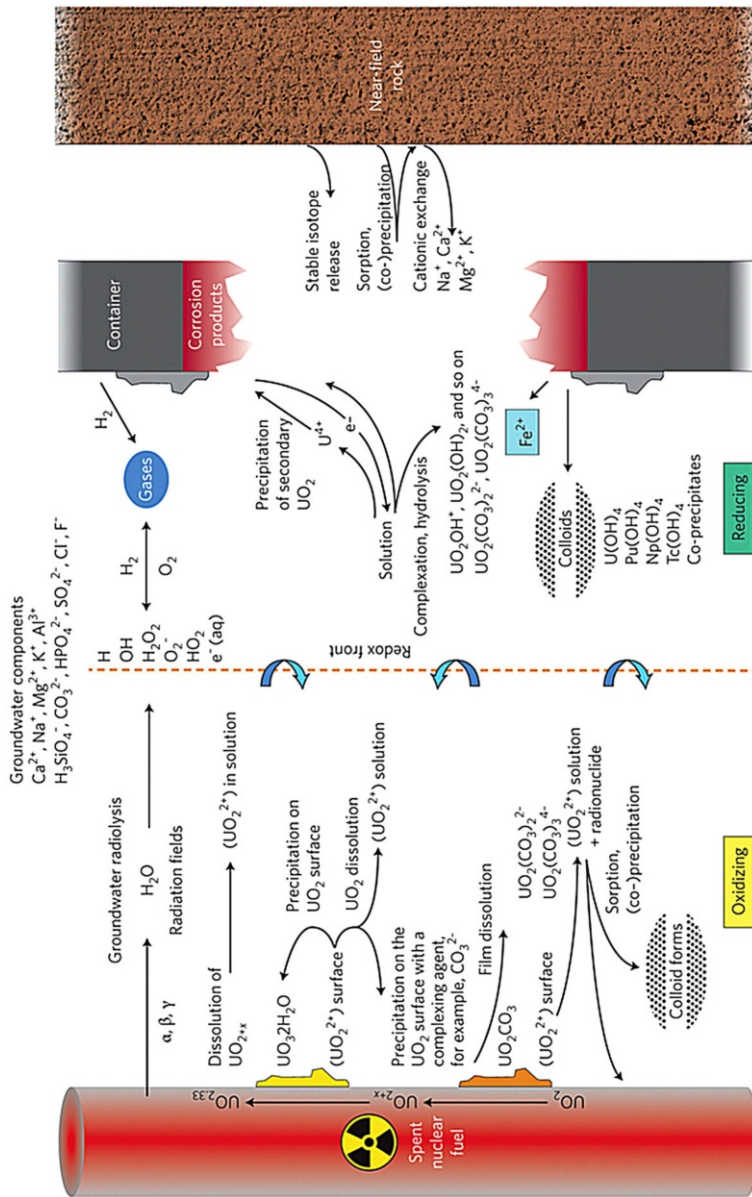 Groundwater components
Ca²⁺, Na⁺, Mg²⁺, K⁺, Al³⁺
H₃SiO₄⁻, CO₃²⁻, HPO₄²⁻, SO₄²⁻, Cl⁻, F⁻
Groundwater radiolysis
α, β, γ
H₂O
Radiation fields
H
OH
H₂O₂
O₂⁻
HO₂
e⁻(aq)
H₂
O₂
Gases
H₂
Container
Corrosion
products
Dissolution of
UO₂₊ₓ
(UO₂²⁺) in solution
UO₃2H₂O
(UO₂²⁺) surface
Precipitation on
UO₂ surface
UO₂ dissolution
(UO₂²⁺) solution
Precipitation on the
UO₂ surface with a
complexing agent,
for example, CO₃²⁻
Film dissolution
UO₂CO₃
(UO₂²⁺) surface
UO₂(CO₃)₂²⁻
UO₂(CO₃)₃⁴⁻
(UO₂²⁺) solution
+ radionuclide
Sorption,
(co-)precipitation
Colloid forms
UO₂.₃₃
UO₂₊ₓ
UO₂
Spent
nuclear
fuel
Redox front
Precipitation
of secondary
UO₂
U⁴⁺
e-
Solution
Complexation, hydrolysis
UO₂OH⁺, UO₂(OH)₂, and so on
UO₂(CO₃)₂²⁻, UO₂(CO₃)₃⁴⁻
Fe²⁺
Colloids
U(OH)₄
Pu(OH)₄
Np(OH)₄
Tc(OH)₄
Co-precipitates
Stable isotope
release
Sorption,
(co-)precipitation
Cationic exchange
Na⁺, Ca²⁺
Mg²⁺, K⁺
Near-field
rock
Oxidizing
Reducing